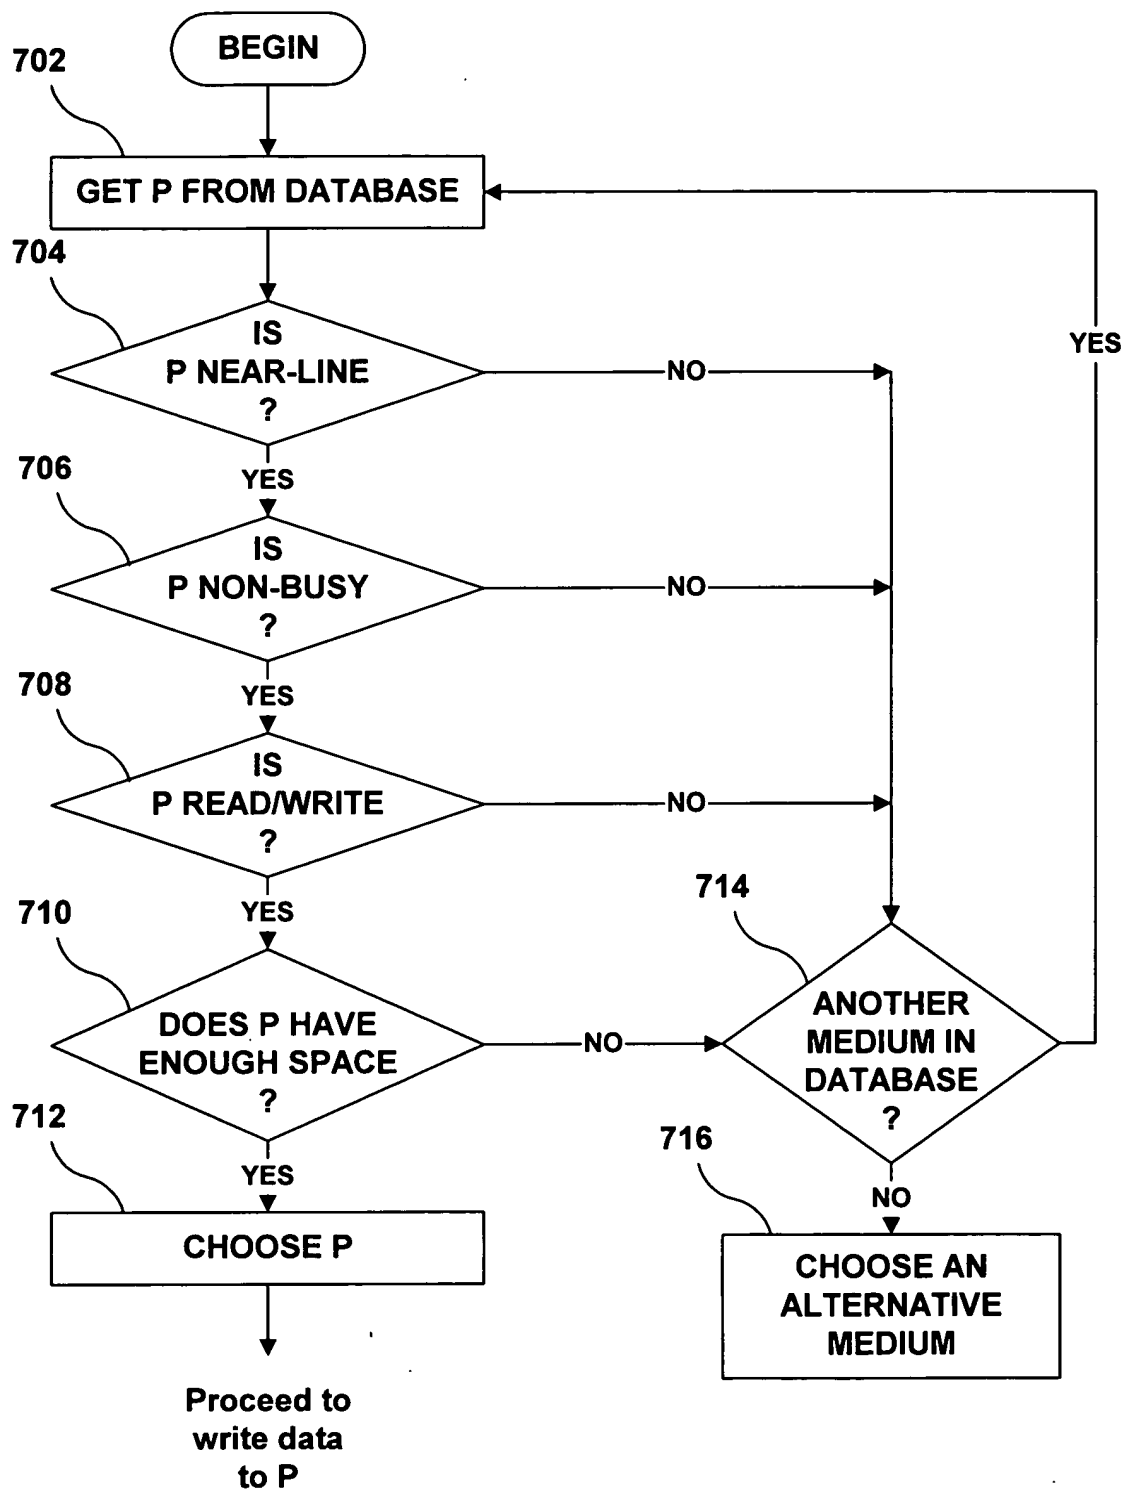 BEGIN
702
GET P FROM DATABASE
704
IS
P NEAR-LINE
?
NO
YES
YES
706
IS
P NON-BUSY
?
NO
YES
708
IS
P READ/WRITE
?
NO
YES
710
DOES P HAVE
ENOUGH SPACE
?
NO
714
ANOTHER
MEDIUM IN
DATABASE
?
YES
712
CHOOSE P
NO
716
CHOOSE AN
ALTERNATIVE
MEDIUM
Proceed to
write data
to P